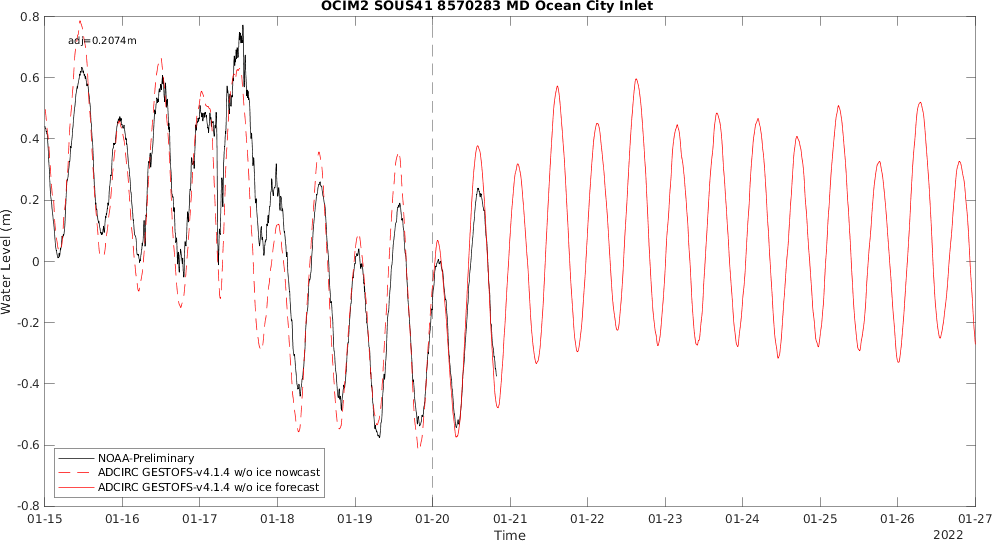 OCIM2 SOUS41 8570283 MD Ocean City Inlet
adj=0.2074m
0.8
0.6
0.4
0.2
0
-0.2
-0.4
-0.6
-0.8
Water Level (m)
NOAA-Preliminary
ADCIRC GESTOFS-v4.1.4 w/o ice nowcast
ADCIRC GESTOFS-v4.1.4 w/o ice forecast
01-15 01-16 01-17 01-18 01-19 01-20 01-21 01-22 01-23 01-24 01-25 01-26 01-27
Time
2022